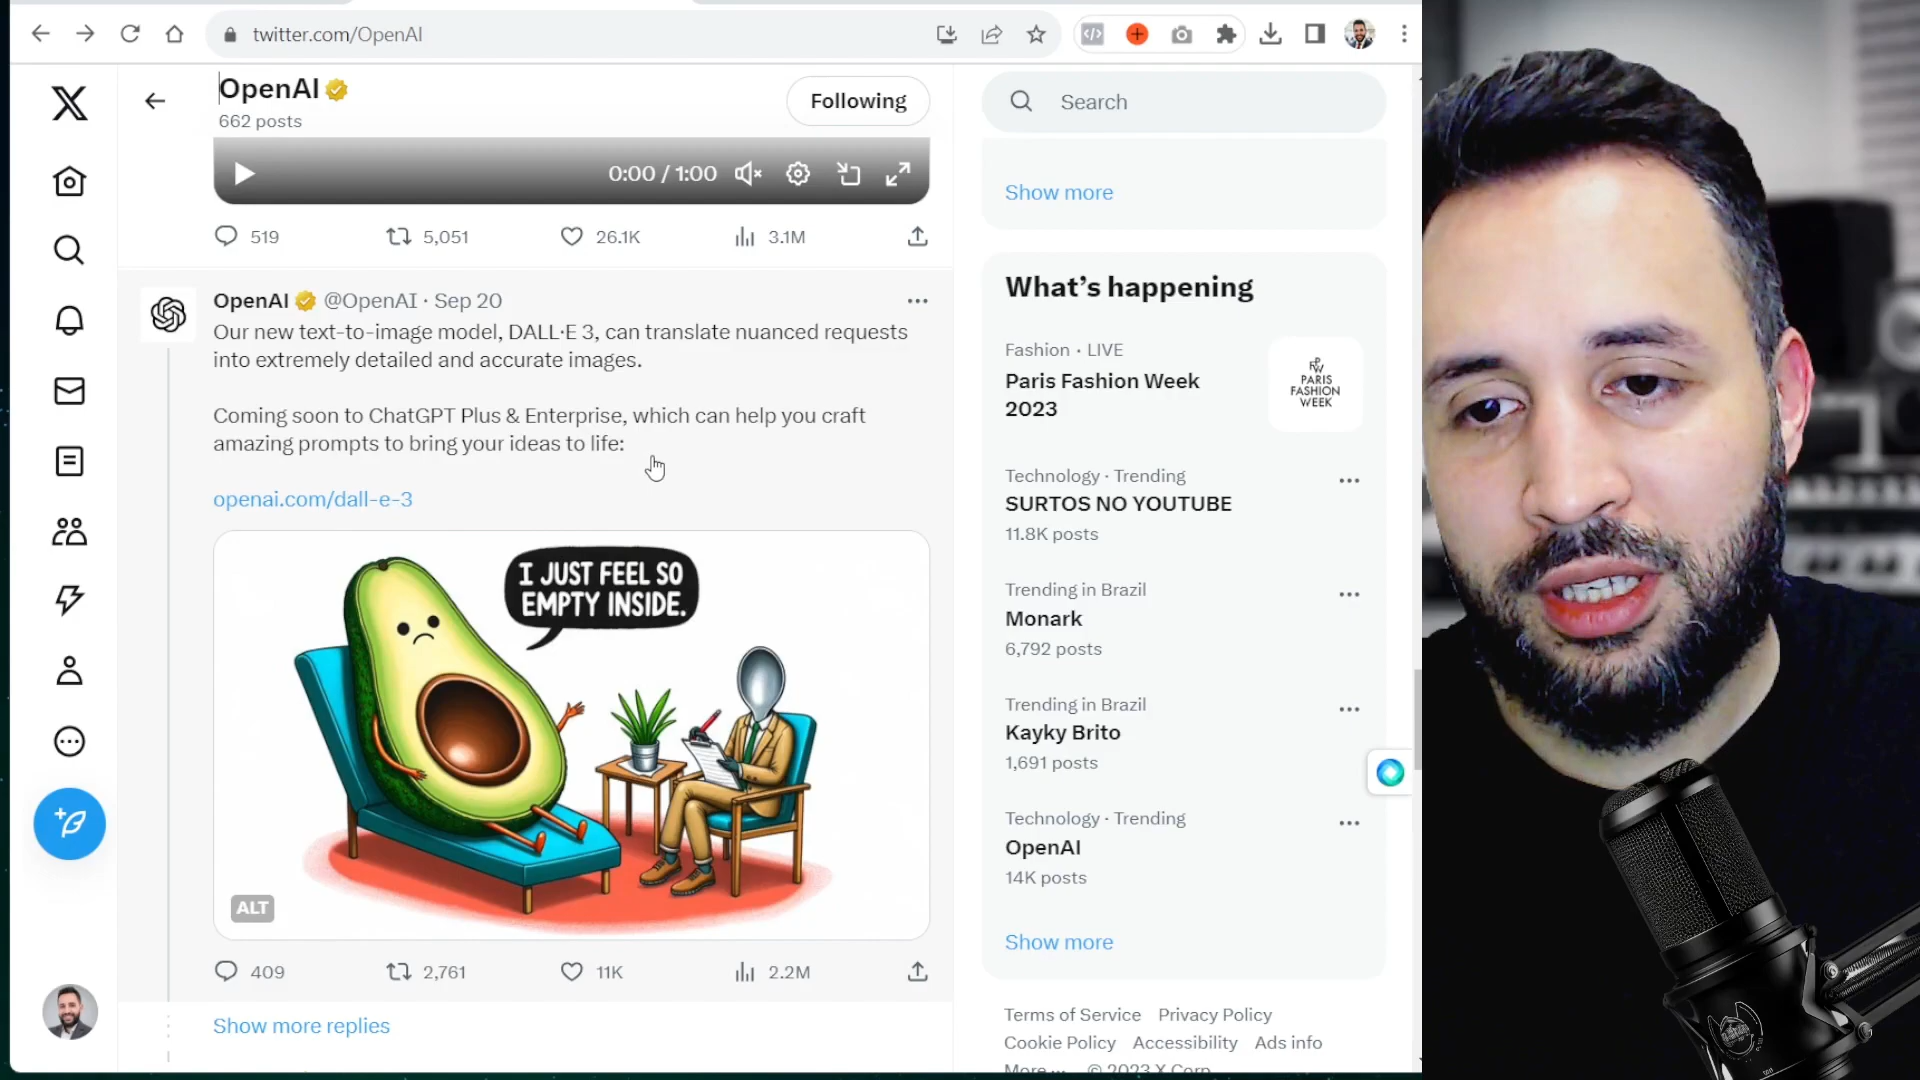 twitter.com/OpenAI
OpenAI
662 posts
Following
Search
0:00 / 1:00
519
5,051
26.1K
3.1M
Show more
OpenAI @OpenAI · Sep 20
Our new text-to-image model, DALL·E 3, can translate nuanced requests
into extremely detailed and accurate images.
Coming soon to ChatGPT Plus & Enterprise, which can help you craft
amazing prompts to bring your ideas to life:
openai.com/dall-e-3
I JUST FEEL SO
EMPTY INSIDE.
ALT
409
2,761
11K
2.2M
Show more replies
What's happening
Fashion · LIVE
Paris Fashion Week
2023
PARIS
FASHION
WEEK
Technology · Trending
SURTOS NO YOUTUBE
11.8K posts
Trending in Brazil
Monark
6,792 posts
Trending in Brazil
Kayky Brito
1,691 posts
Technology · Trending
OpenAI
14K posts
Show more
Terms of Service Privacy Policy
Cookie Policy Accessibility Ads info
More ... © 2023 X Corp.